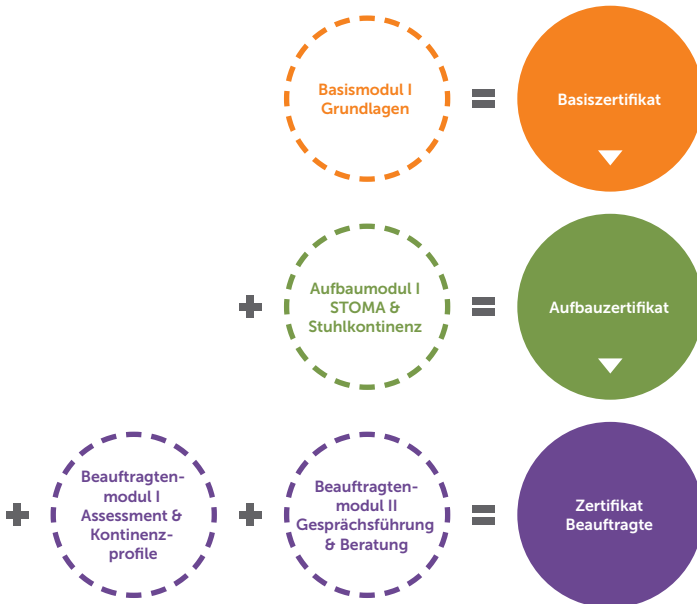 Basismodul I
Grundlagen
=
Basiszertifikat
+
Aufbaumodul I
STOMA &
Stuhlkontinenz
=
Aufbauzertifikat
+
Beauftragten-
modul I
Assessment &
Kontinenz-
profile
+
Beauftragten-
modul II
Gesprächsführung
& Beratung
=
Zertifikat
Beauftragte